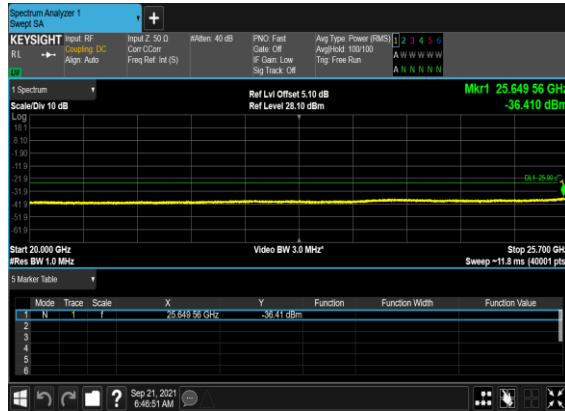 Spectrum Analyzer 1
Swept SA
+
KEYSIGHT Input: RF Input Z: 50 Ω #Atten: 40 dB PNO: Fast Avg Type: Power (RMS) 1 2 3 4 5 6
RL Coupling: DC Corr CCorr Gate: Off Avg|Hold: 100/100 A W W W W W
Align: Auto Freq Ref: Int (S) IF Gain: Low Trig: Free Run
Sig Track: Off A N N N N N
1 Spectrum
Ref Lvl Offset 5.10 dB Mkr1 25.649 56 GHz
Scale/Div 10 dB Ref Level 28.10 dBm -36.410 dBm
Log
18.1
8.10
-1.90
-11.9
-21.9
DL1 -25.00
-31.9
-41.9
-51.9
-61.9
Start 20.000 GHz Video BW 3.0 MHz* Stop 25.700 GHz
#Res BW 1.0 MHz Sweep ~11.8 ms (40001 pts
5 Marker Table
Mode Trace Scale X Y Function Function Width Function Value
1 N 1 f 25.649 56 GHz -36.41 dBm
2
3
4
5
6
? Sep 21, 2021
6:46:51 AM